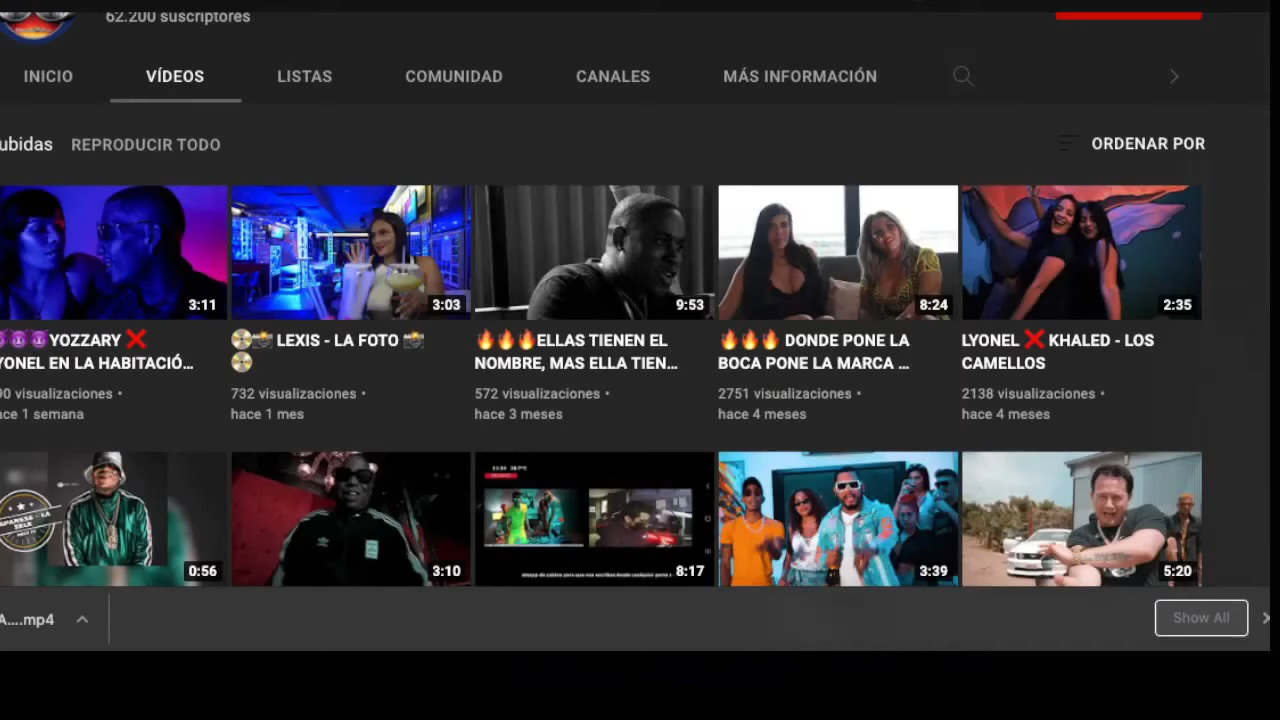 62.200 suscriptores
INICIO VÍDEOS LISTAS COMUNIDAD CANALES MÁS INFORMACIÓN
ubidas REPRODUCIR TODO ORDENAR POR
3:11 3:03 9:53 8:24 2:35
😈😈😈YOZZARY ❌
YONEL EN LA HABITACIÓ…
90 visualizaciones •
ace 1 semana
📀📸 LEXIS - LA FOTO 📸
📀
732 visualizaciones •
hace 1 mes
🔥🔥🔥ELLAS TIENEN EL
NOMBRE, MAS ELLA TIEN…
572 visualizaciones •
hace 3 meses
🔥🔥🔥 DONDE PONE LA
BOCA PONE LA MARCA …
2751 visualizaciones •
hace 4 meses
LYONEL ❌ KHALED - LOS
CAMELLOS
2138 visualizaciones •
hace 4 meses
0:56 3:10 8:17 3:39 5:20
A....mp4 Show All